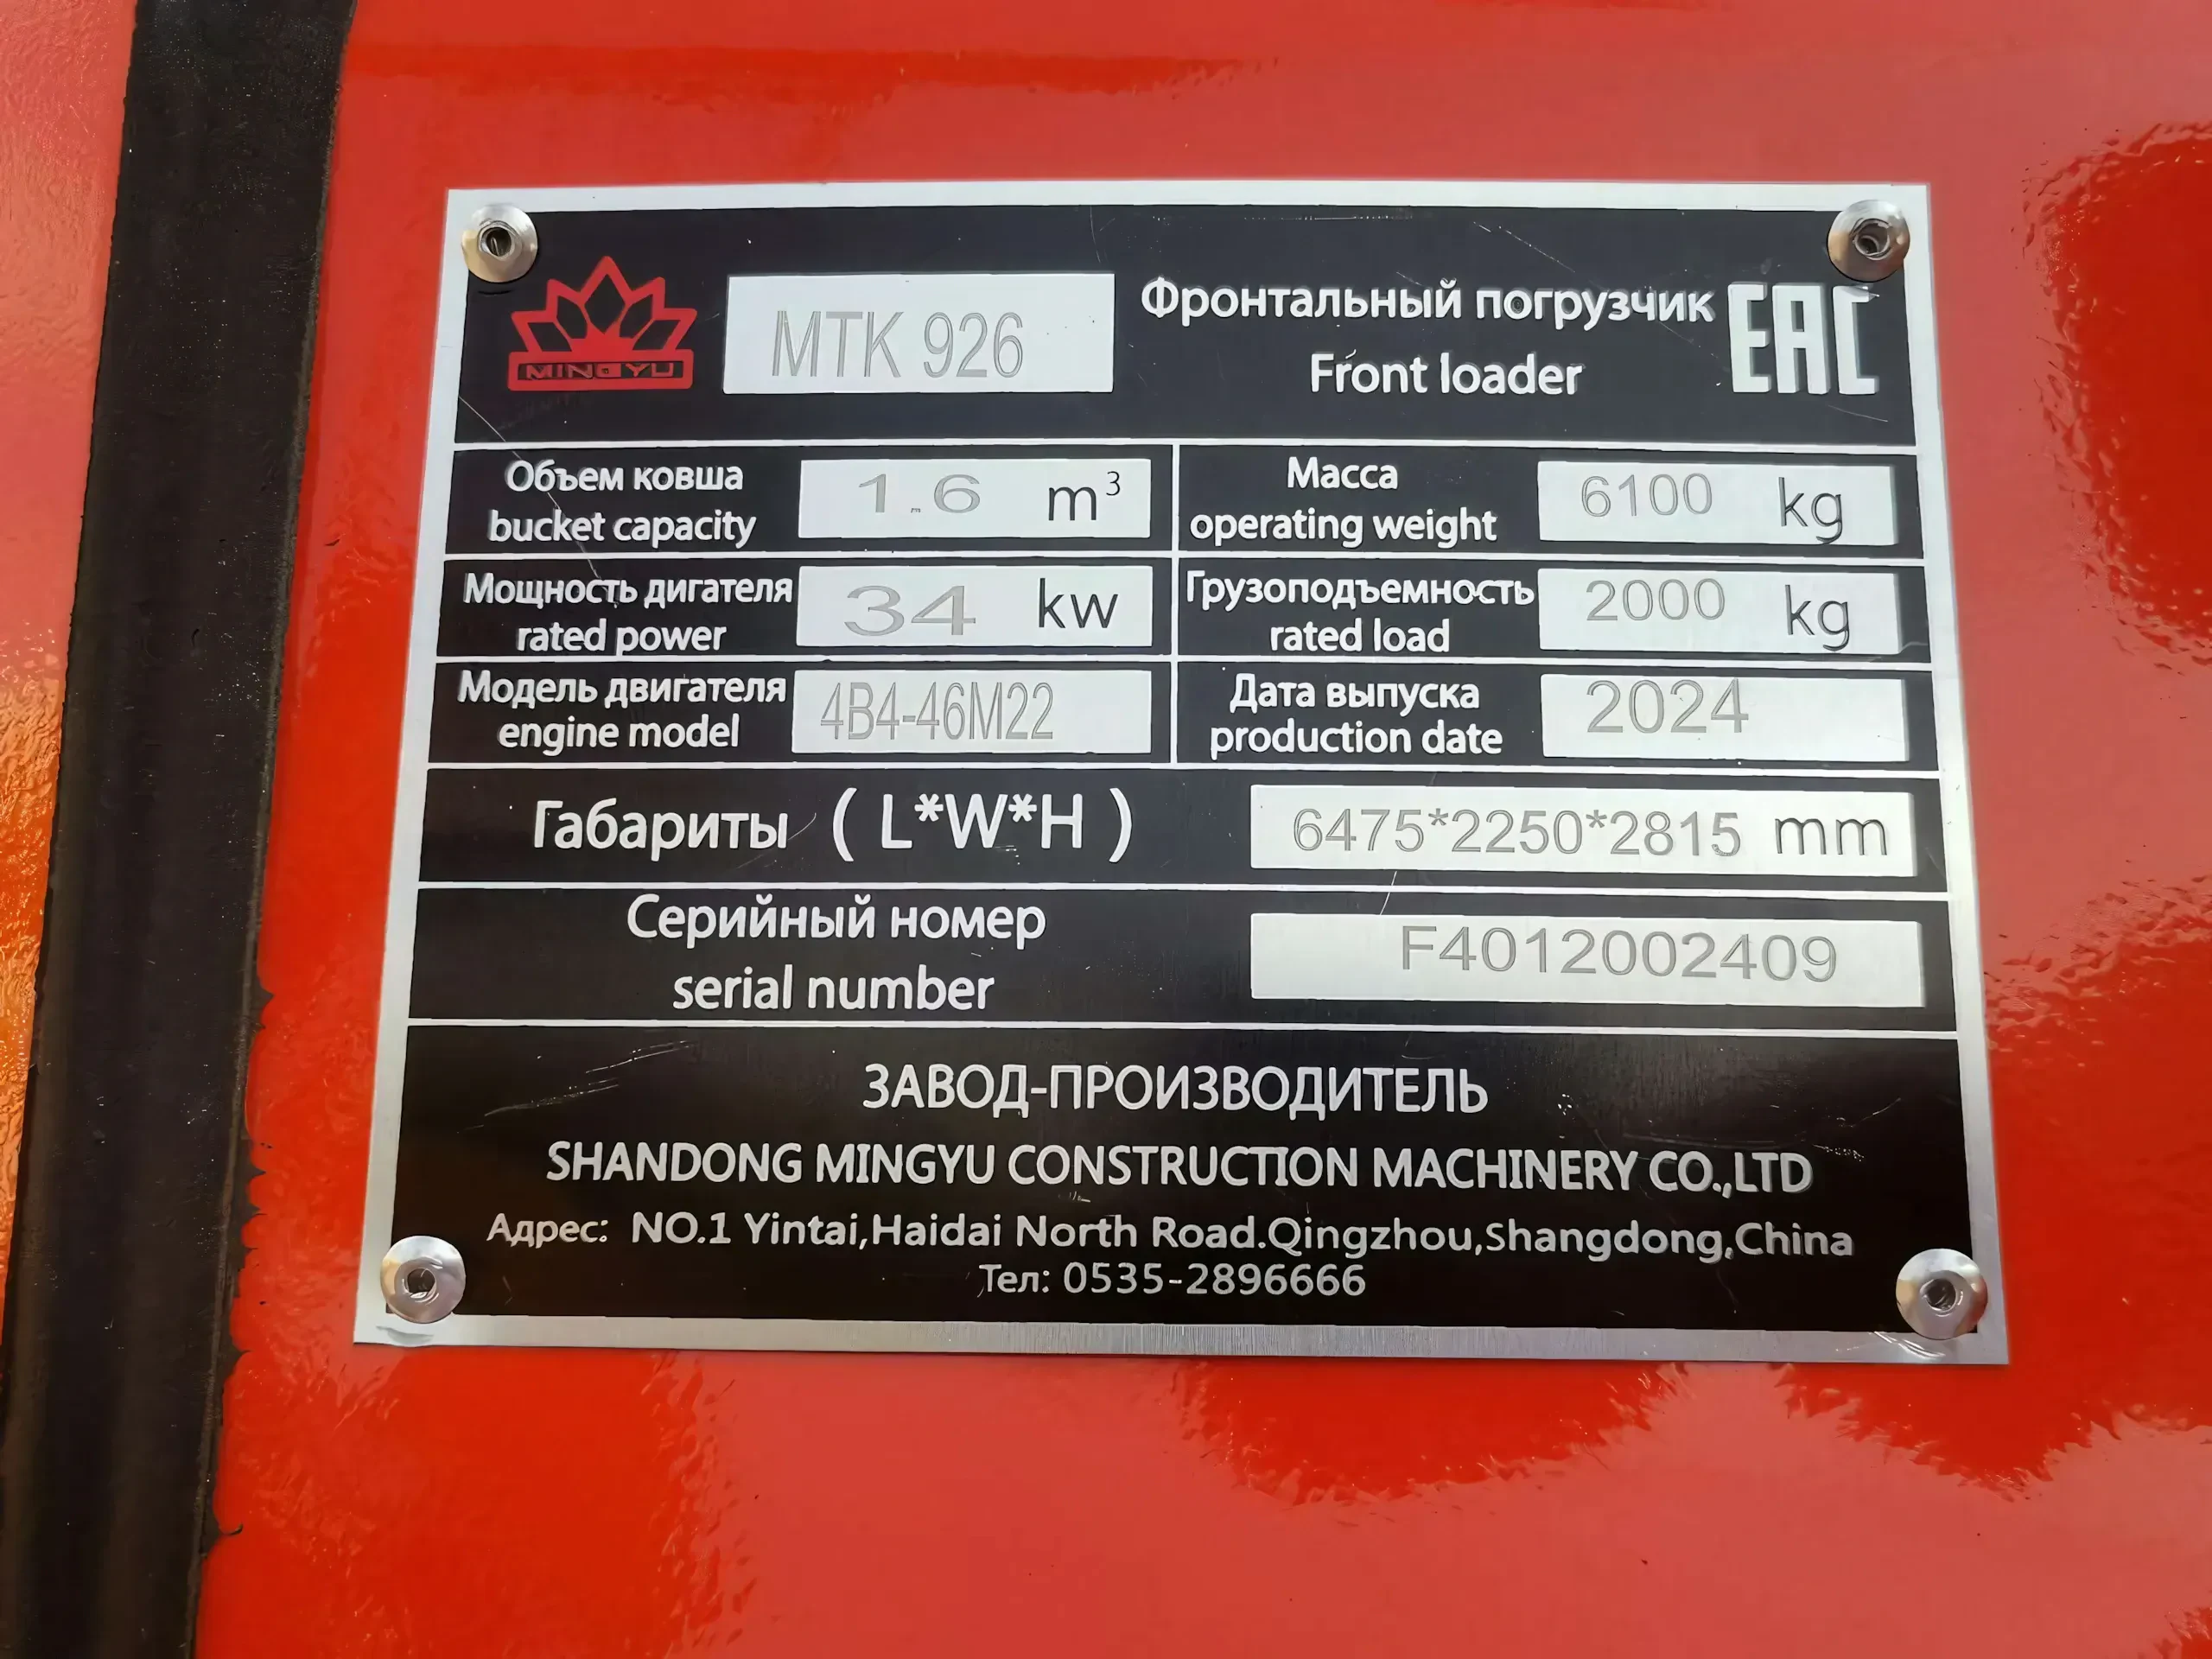 MINGYU
MTK 926
Фронтальный погрузчик
Front loader
EAC
Объем ковша
bucket capacity
1.6 m³
Масса
operating weight
6100 kg
Мощность дигателя
rated power
34 kw
Грузоподъемность
rated load
2000 kg
Модель двигателя
engine model
4B4-46M22
Дата выпуска
production date
2024
Габариты ( L*W*H )
6475*2250*2815 mm
Серийный номер
serial number
F4012002409
ЗАВОД-ПРОИЗВОДИТЕЛЬ
SHANDONG MINGYU CONSTRUCTION MACHINERY CO.,LTD
Адрес: NO.1 Yintai,Haidai North Road.Qingzhou,Shangdong,China
Тел: 0535-2896666